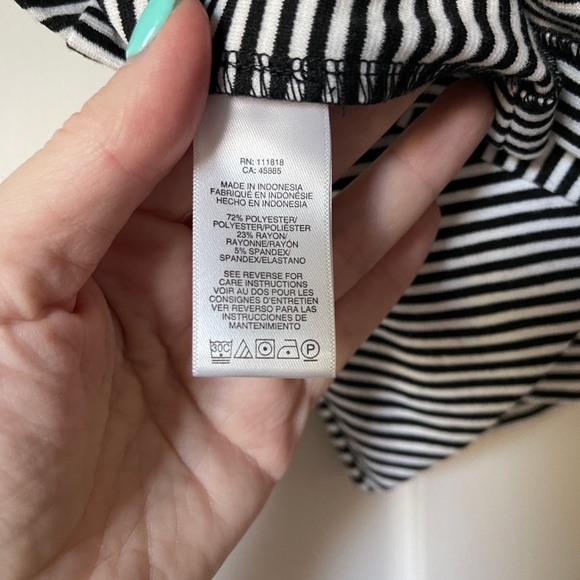 RN: 111818
CA: 45885
MADE IN INDONESIA
FABRIQUÉ EN INDONÉSIE
HECHO EN INDONESIA
72% POLYESTER/
POLYESTER/POLIÉSTER
23% RAYON/
RAYONNE/RAYÓN
5% SPANDEX/
SPANDEX/ELASTANO
SEE REVERSE FOR
CARE INSTRUCTIONS
VOIR AU DOS POUR LES
CONSIGNES D'ENTRETIEN
VER REVERSO PARA LAS
INSTRUCCIONES DE
MANTENIMIENTO
30C P